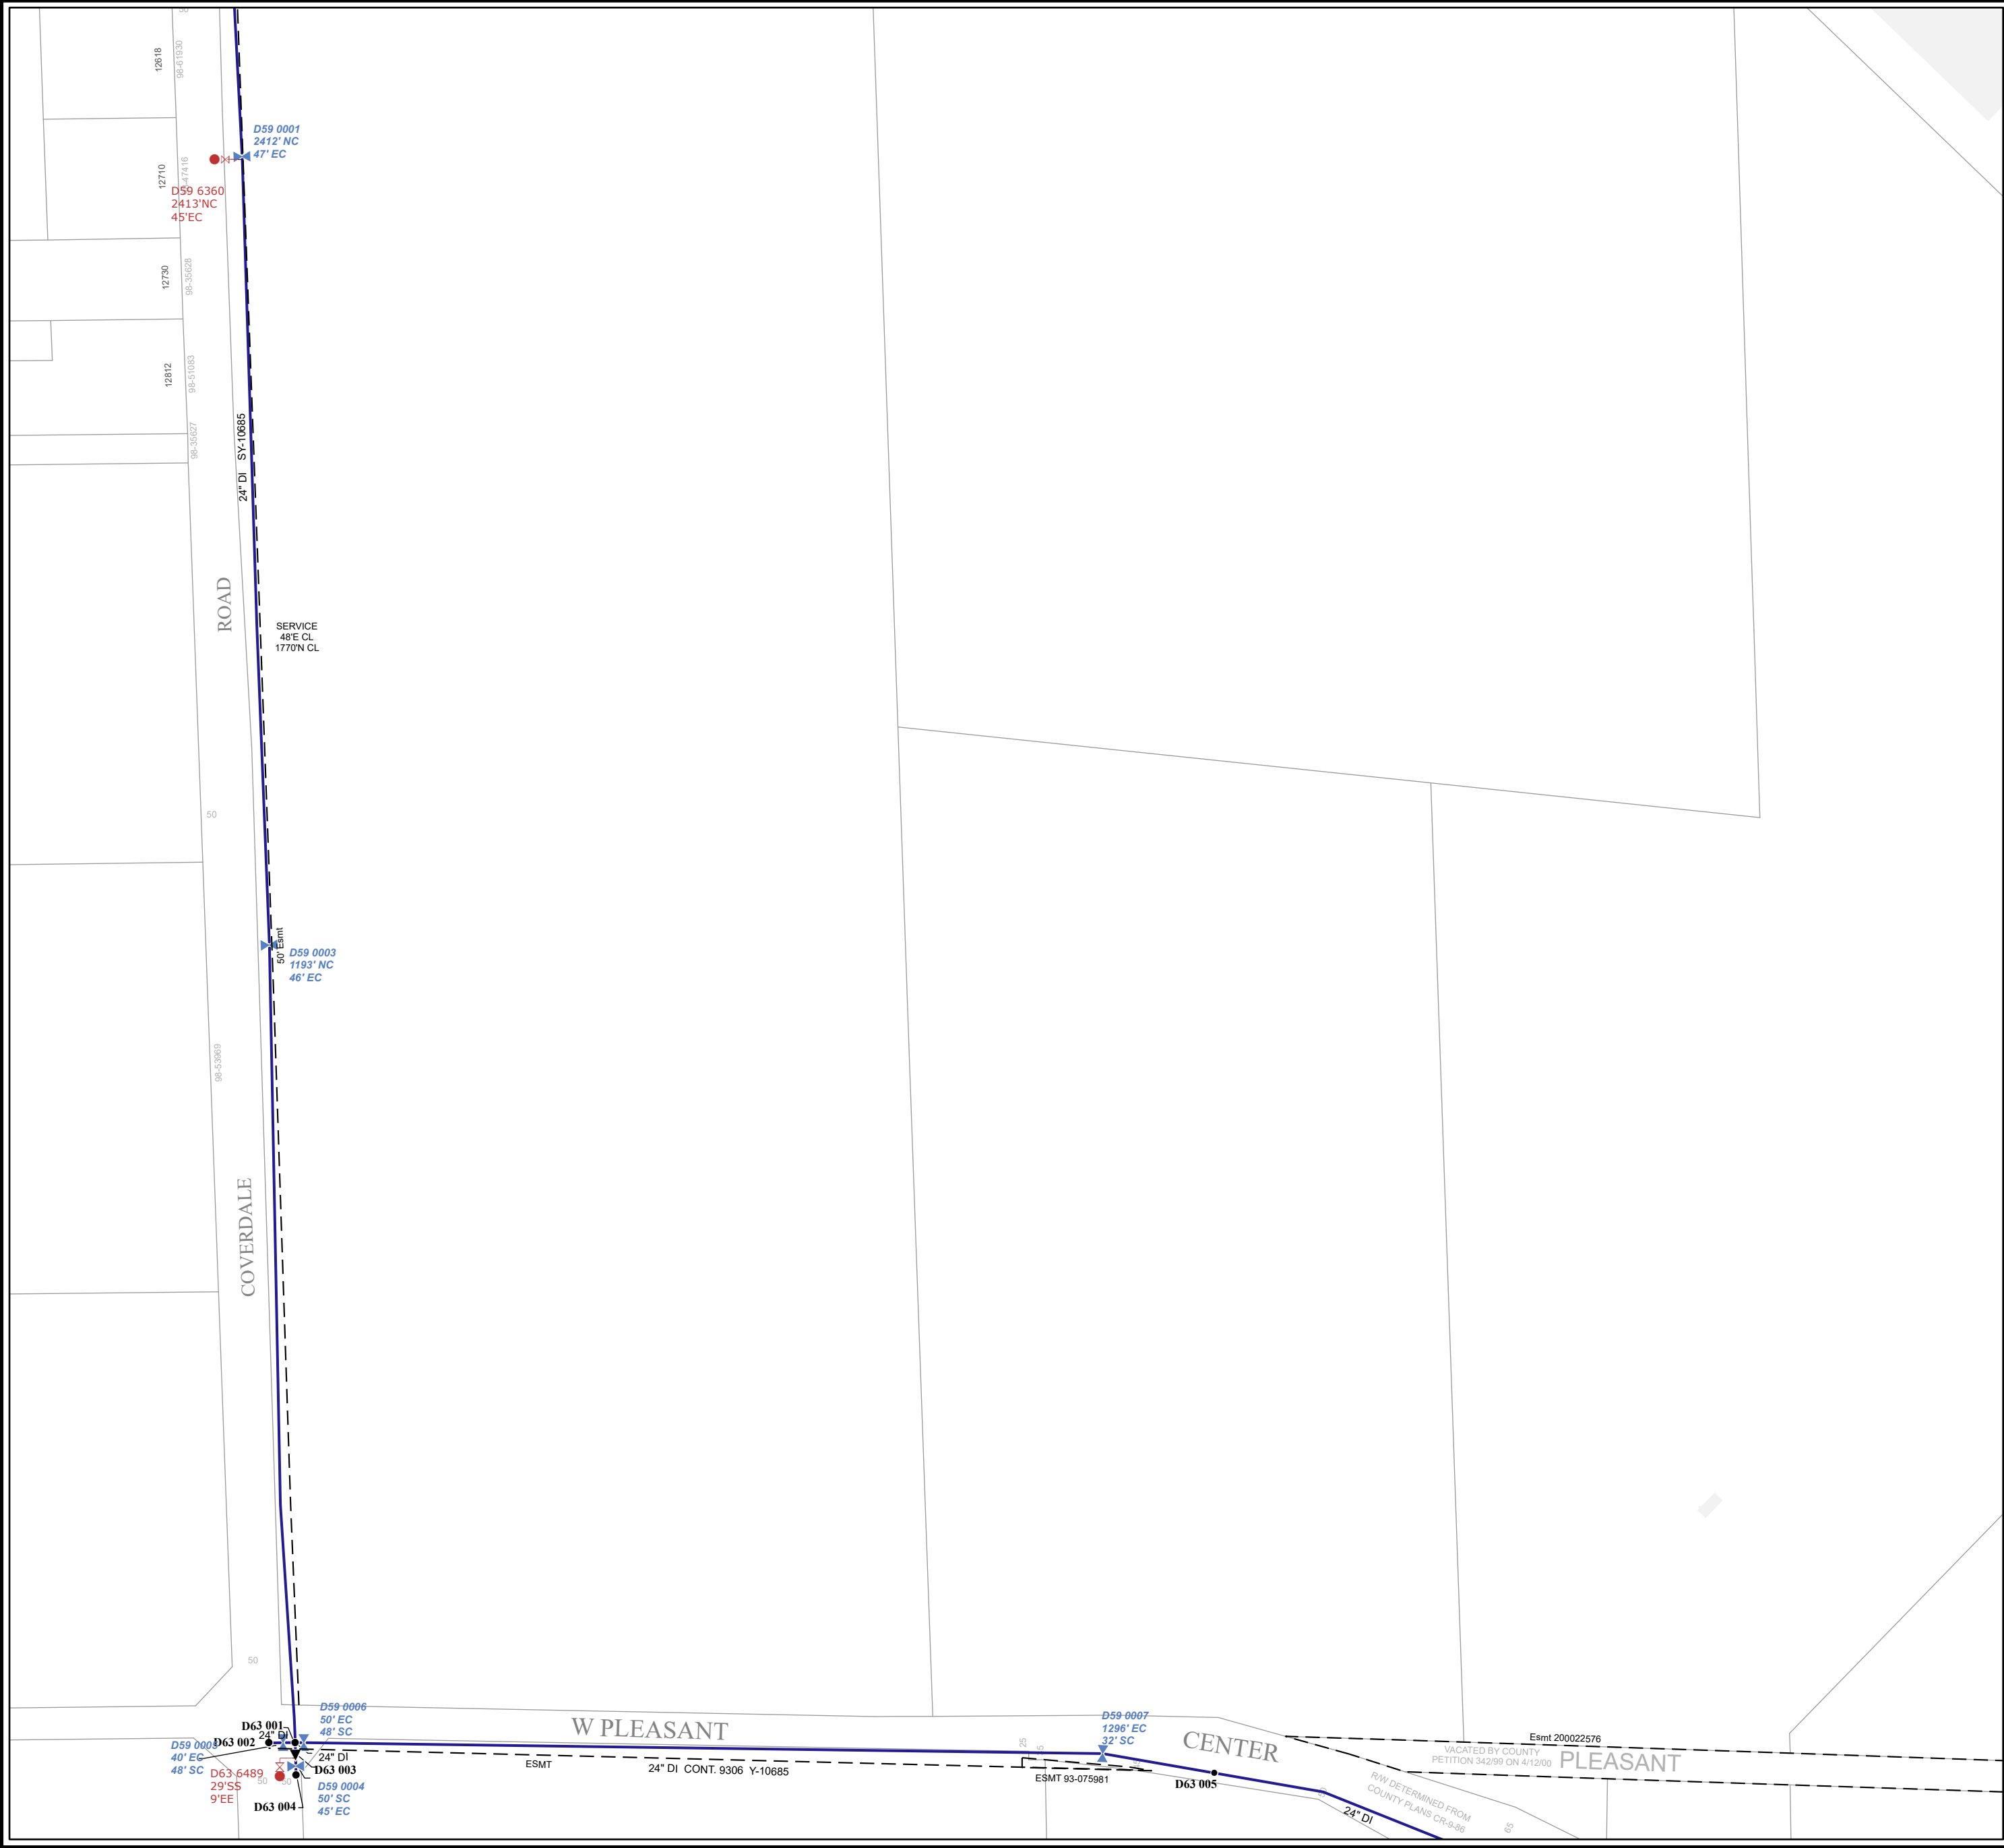 50
12618
98-61930
D59 0001
2412' NC
47' EC
12710
D59 6360
2413'NC
45'EC
12730
98-35628
12812
98-51083
98-35627
24" DI SY-10685
ROAD
SERVICE
48'E CL
1770'N CL
50
50' Esmt
D59 0003
1193' NC
46' EC
98-53969
COVERDALE
50
D59 0006
50' EC
48' SC
D63 001
24" DI
D63 002
D59 0005
40' EC
48' SC
24" DI
D63 003
D63 6489
29'SS
9'EE
50
50
D59 0004
50' SC
45' EC
D63 004
W PLEASANT
ESMT
24" DI CONT. 9306 Y-10685
25
ESMT 93-075981
D59 0007
1296' EC
32' SC
CENTER
D63 005
24" DI
Esmt 200022576
VACATED BY COUNTY
PETITION 342/99 ON 4/12/00
PLEASANT
R/W DETERMINED FROM
COUNTY PLANS CR-9-86
65